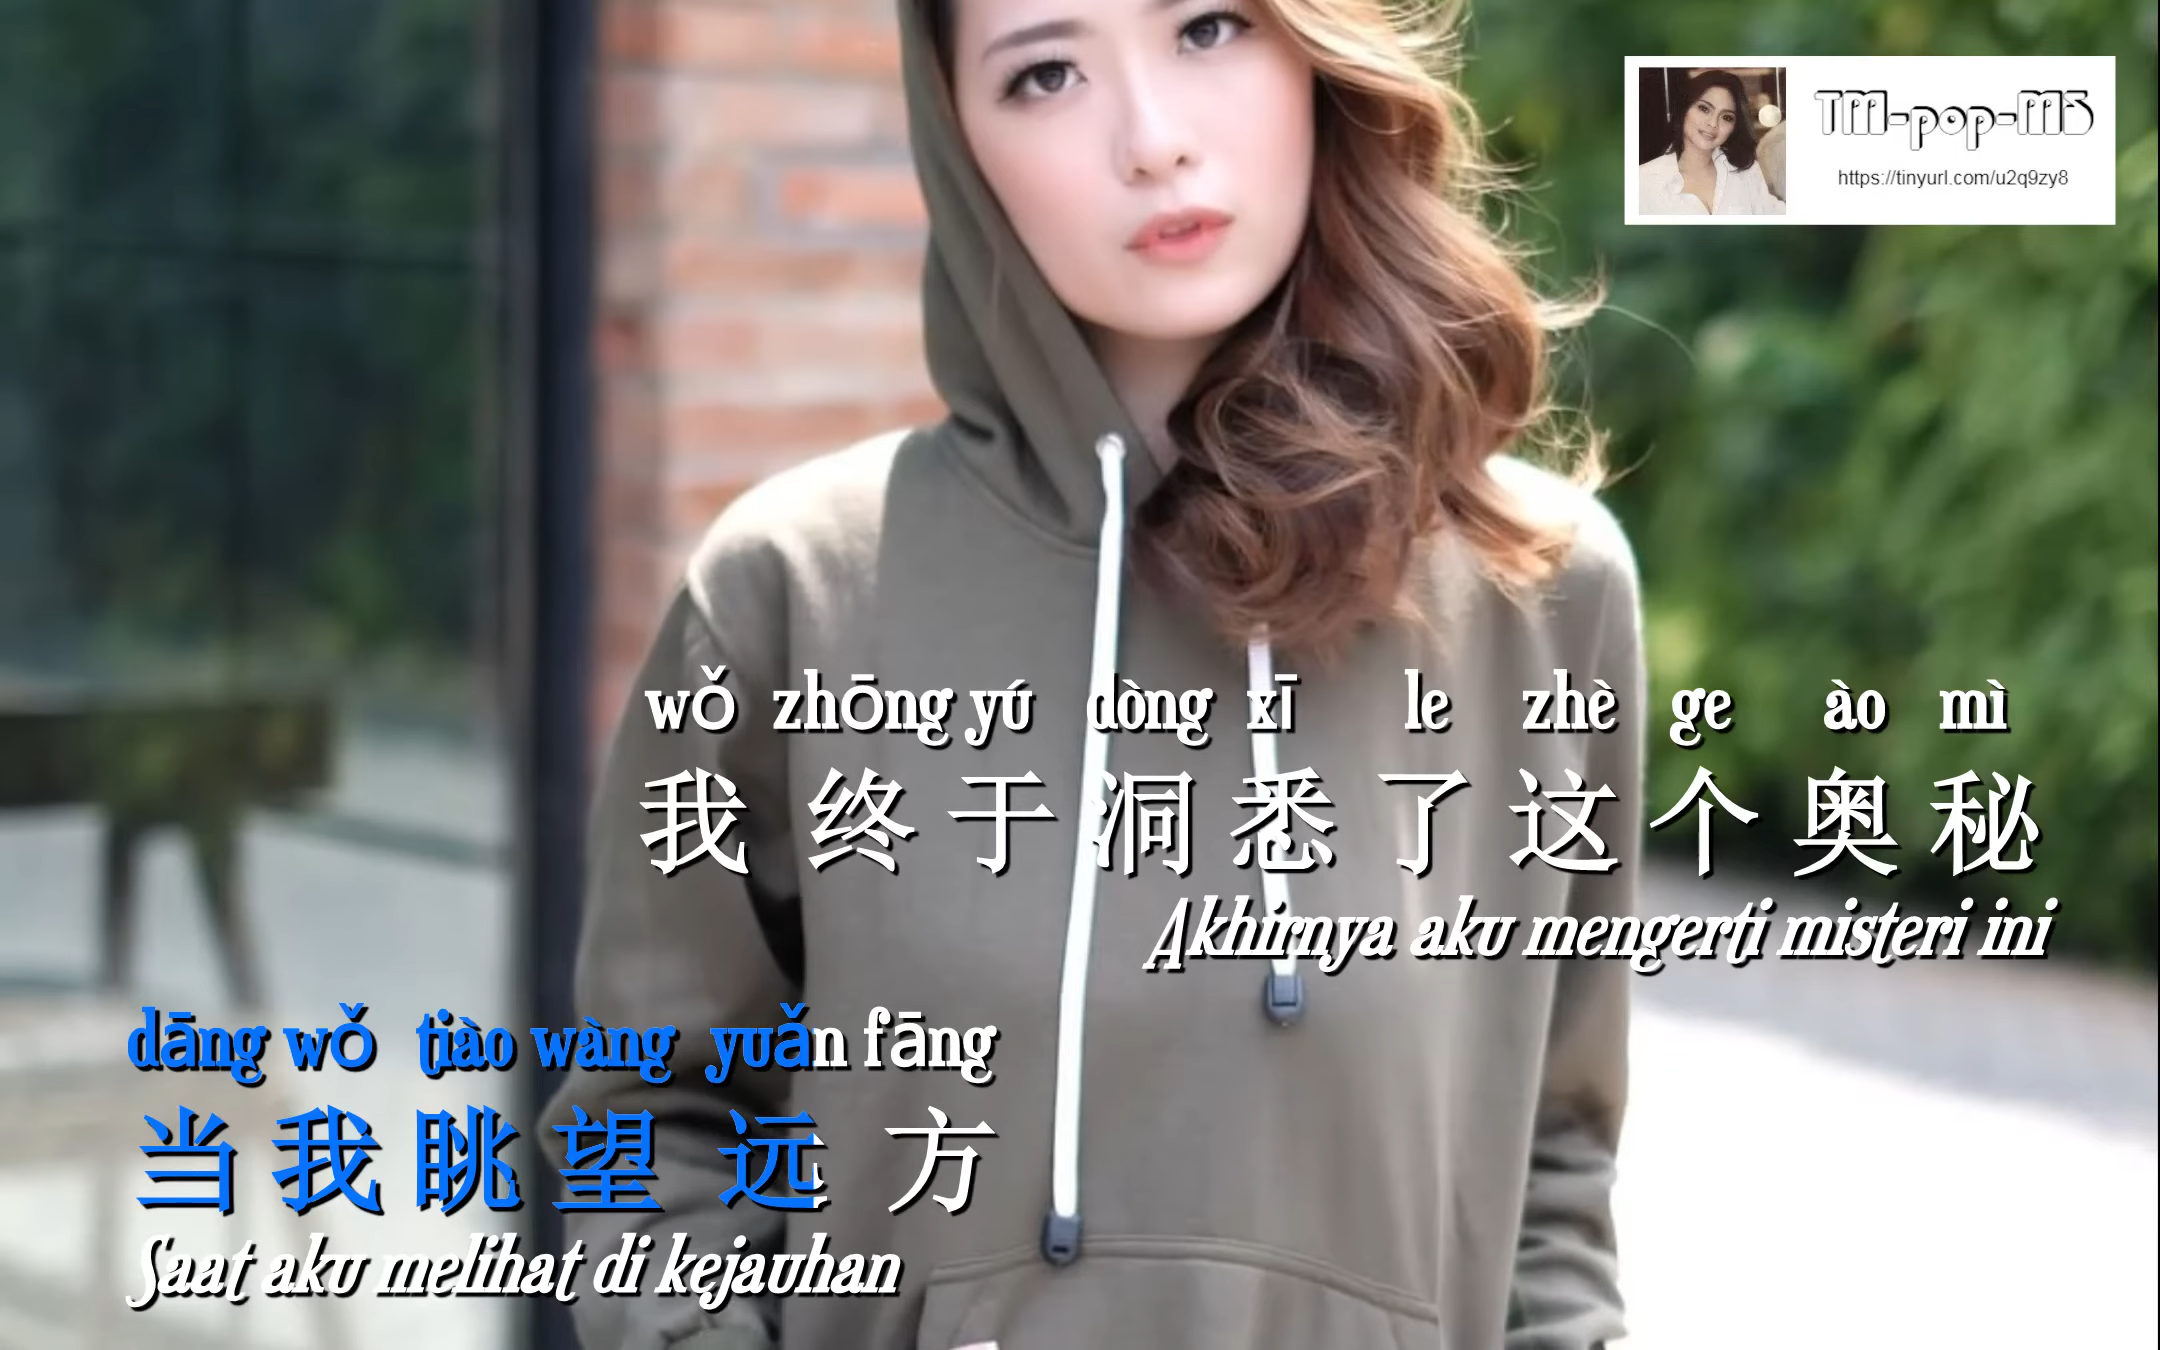 TM-pop-MS
https://tinyurl.com/u2q9zy8
wǒ zhōng yú dòng xī le zhè ge ào mì
我终于洞悉了这个奥秘
Akhirnya aku mengerti misteri ini
dāng wǒ tiào wàng yuǎn fāng
当我眺望远方
Saat aku melihat di kejauhan